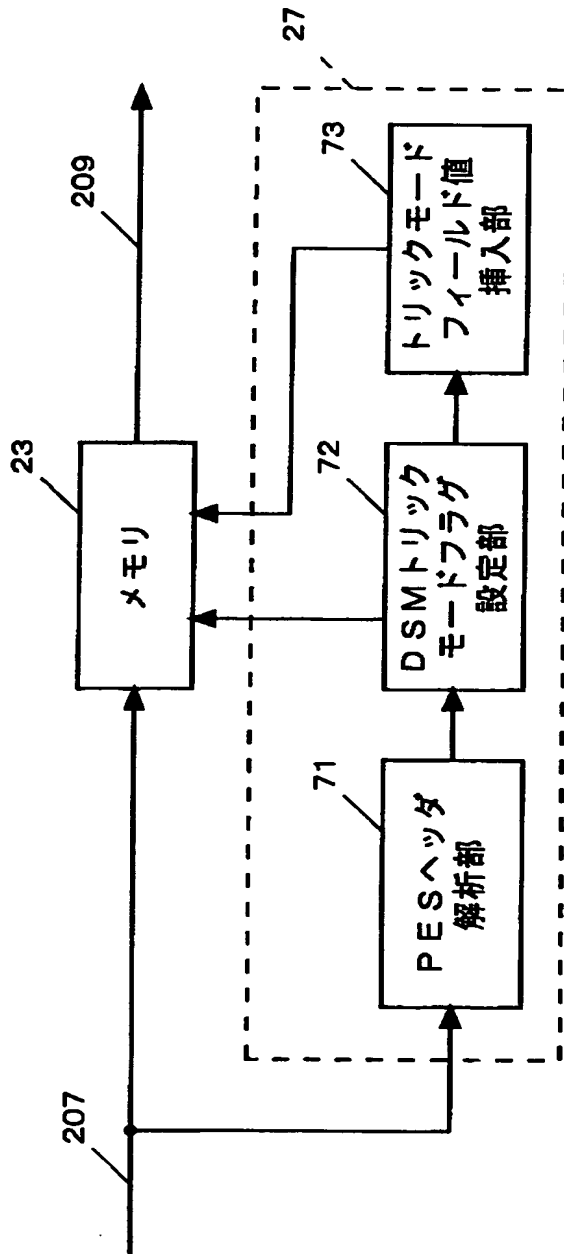 207
23
メモリ
209
27
71
PESヘッダ
解析部
72
DSMトリック
モードフラグ
設定部
73
トリックモード
フィールド値
挿入部